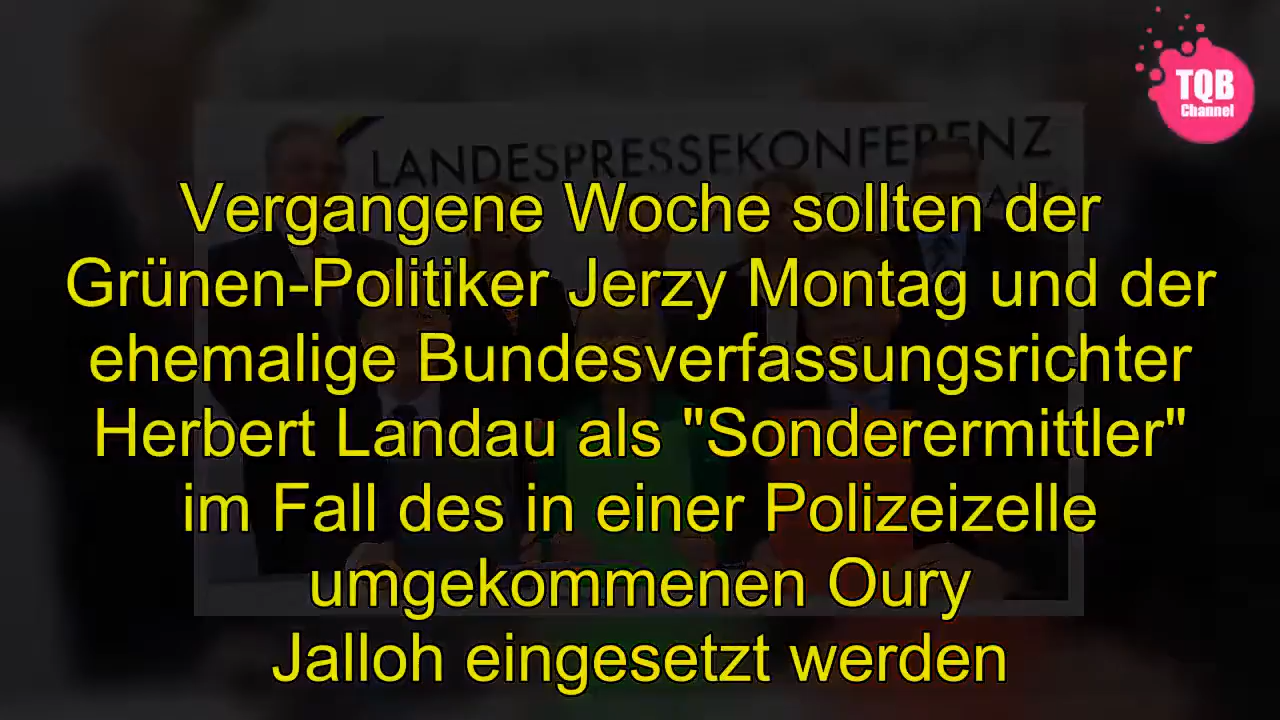 TQB
Channel
LANDESPRESSEKONFERENZ
Vergangene Woche sollten der
Grünen-Politiker Jerzy Montag und der
ehemalige Bundesverfassungsrichter
Herbert Landau als "Sonderermittler"
im Fall des in einer Polizeizelle
umgekommenen Oury
Jalloh eingesetzt werden